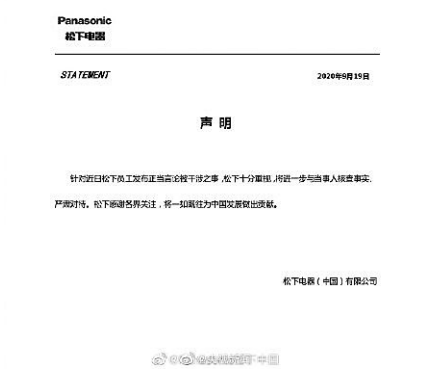 Panasonic
松下电器
STATEMENT
2020年9月19日
声 明
针对近日松下员工发布正当言论被干涉之事，松下十分重视，将进一步与当事人核查事实、
严肃对待。松下感谢各界关注，将一如既往为中国发展做出贡献。
松下电器（中国）有限公司